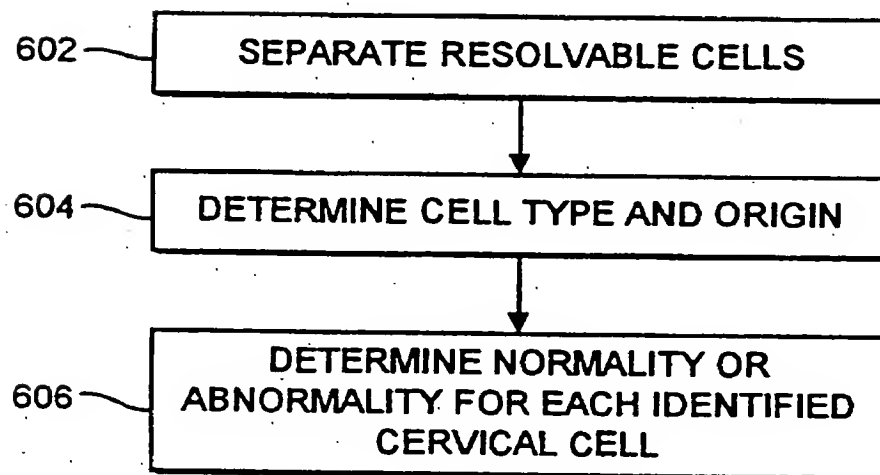 602 SEPARATE RESOLVABLE CELLS
604 DETERMINE CELL TYPE AND ORIGIN
DETERMINE NORMALITY OR
606 ABNORMALITY FOR EACH IDENTIFIED
CERVICAL CELL